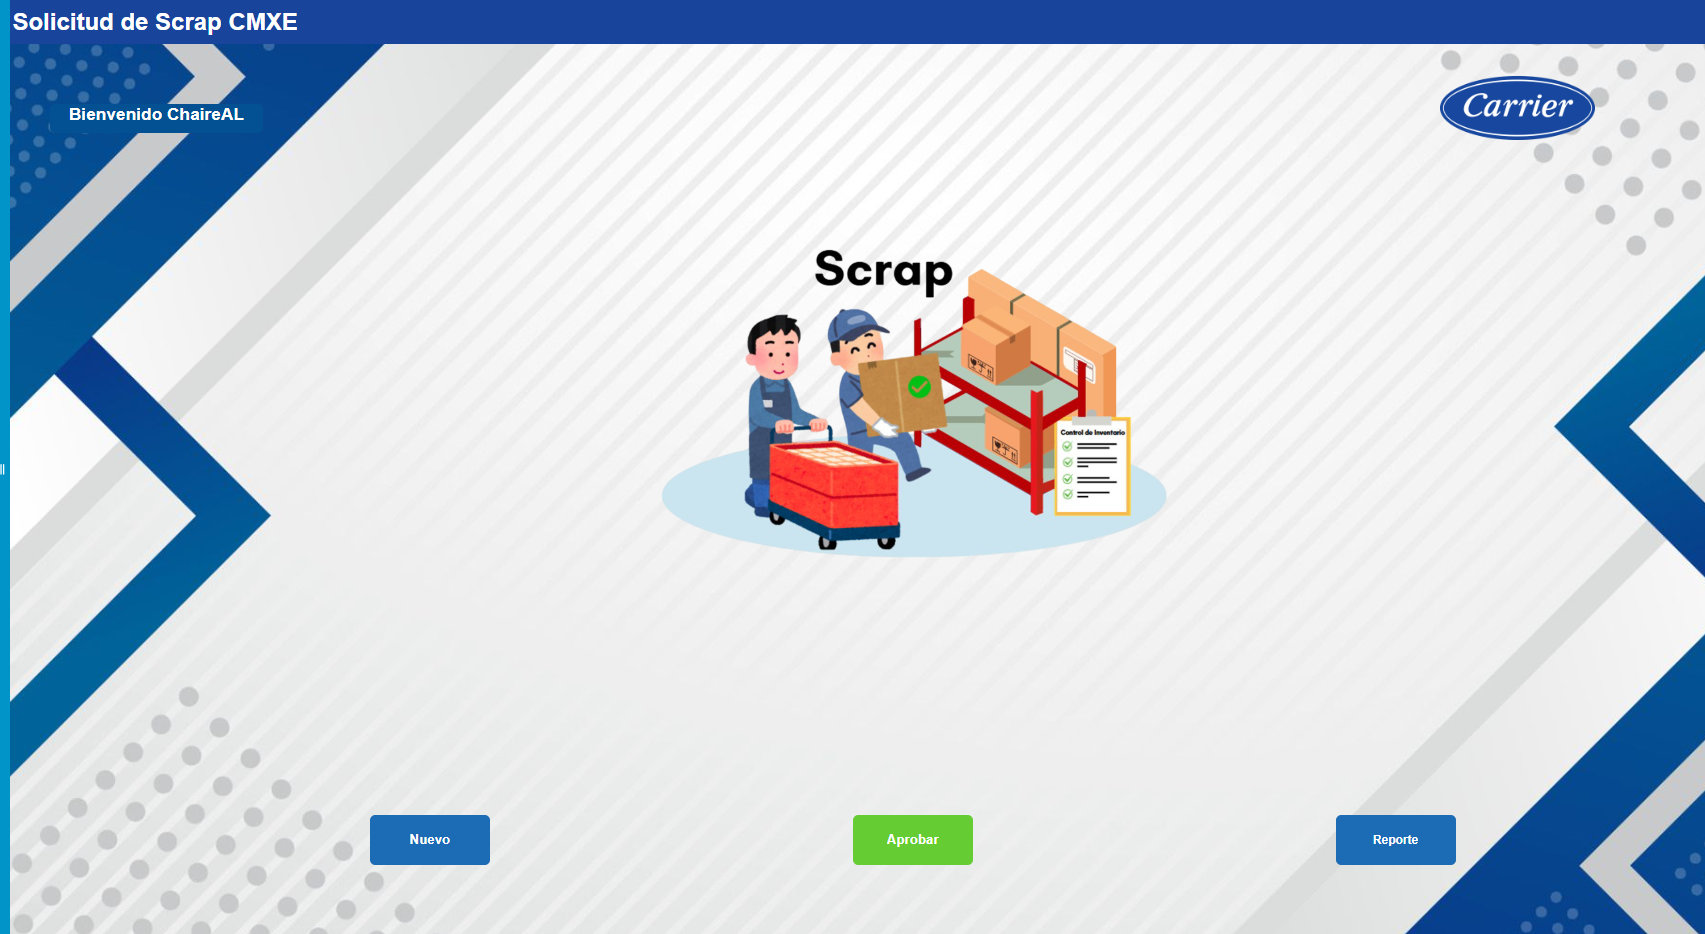 Solicitud de Scrap CMXE
Bienvenido ChaireAL
Carrier
Scrap
Control de Inventario
Nuevo
Aprobar
Reporte